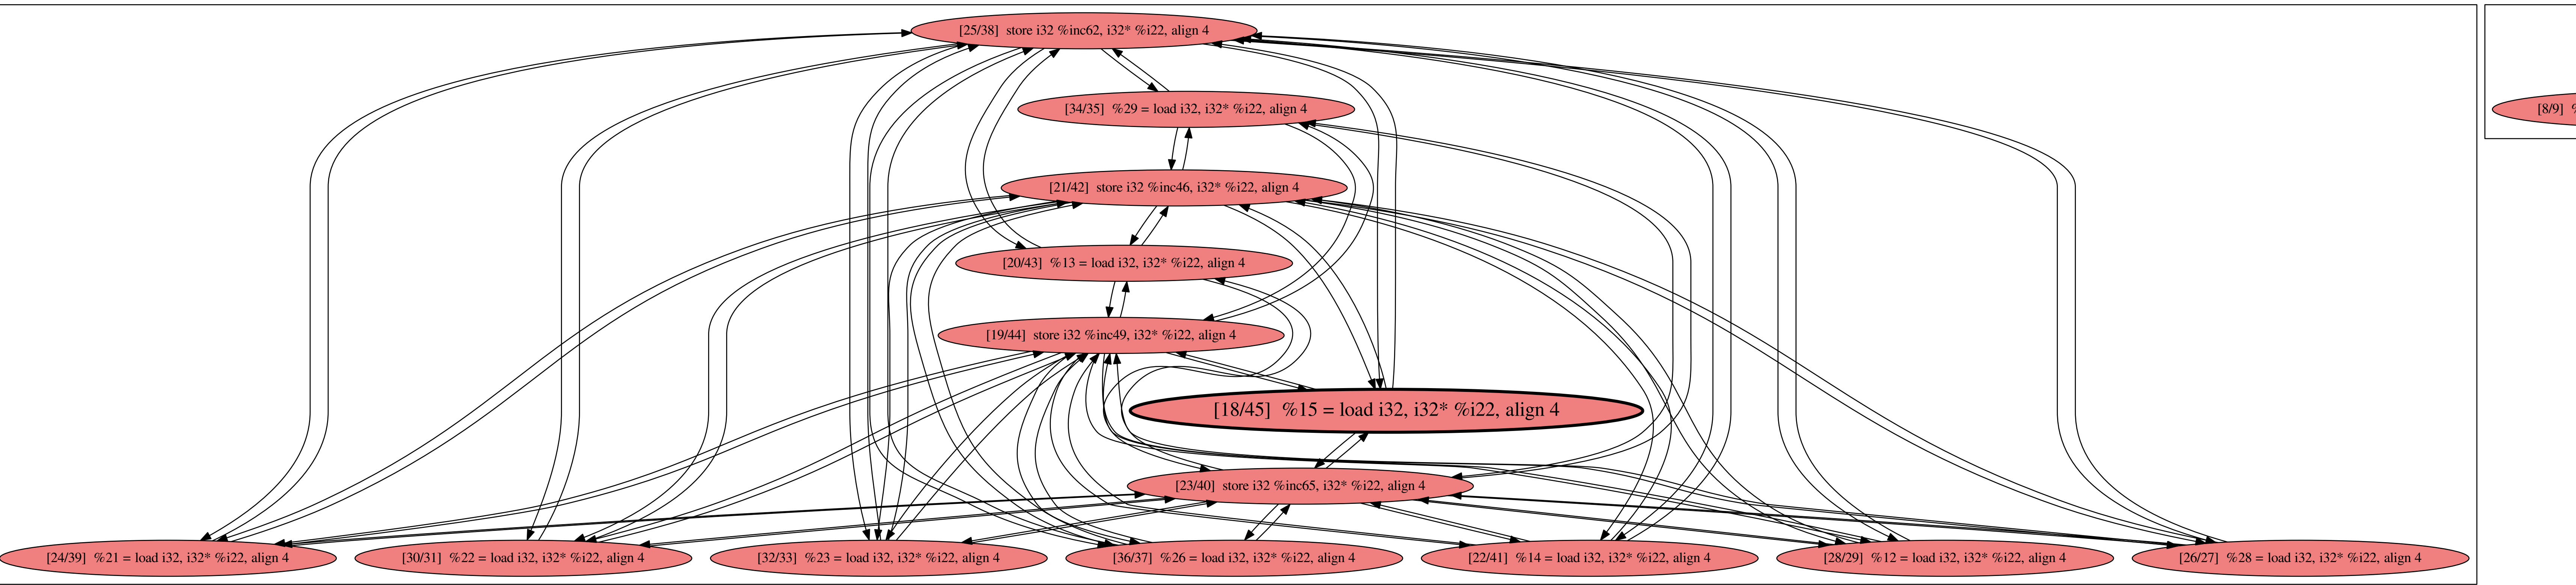 [25/38] store i32 %inc62, i32* %i22, align 4
[34/35] %29 = load i32, i32* %i22, align 4
[8/9] %
[21/42] store i32 %inc46, i32* %i22, align 4
[20/43] %13 = load i32, i32* %i22, align 4
[19/44] store i32 %inc49, i32* %i22, align 4
[18/45] %15 = load i32, i32* %i22, align 4
[23/40] store i32 %inc65, i32* %i22, align 4
[24/39] %21 = load i32, i32* %i22, align 4
[30/31] %22 = load i32, i32* %i22, align 4
[32/33] %23 = load i32, i32* %i22, align 4
[36/37] %26 = load i32, i32* %i22, align 4
[22/41] %14 = load i32, i32* %i22, align 4
[28/29] %12 = load i32, i32* %i22, align 4
[26/27] %28 = load i32, i32* %i22, align 4